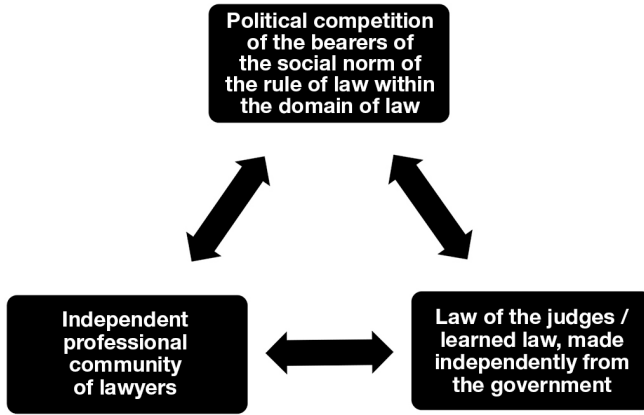 Political competition
of the bearers of
the social norm of
the rule of law within
the domain of law
Independent
professional
community
of lawyers
Law of the judges /
learned law, made
independently from
the government